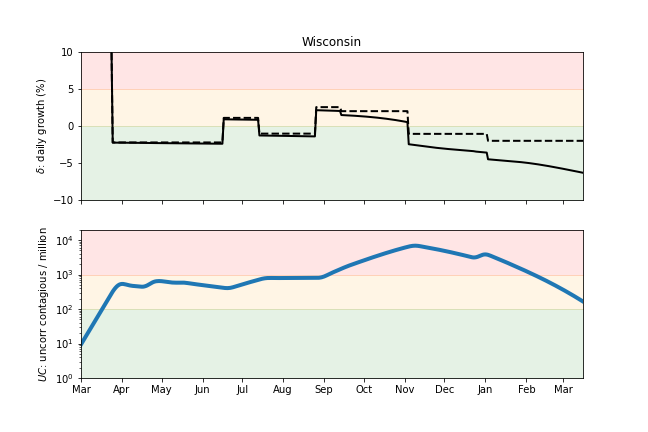 Wisconsin
δ: daily growth (%)
10
5
0
−5
−10
UC: uncorr contagious / million
10⁴
10³
10²
10¹
10⁰
Mar Apr May Jun Jul Aug Sep Oct Nov Dec Jan Feb Mar